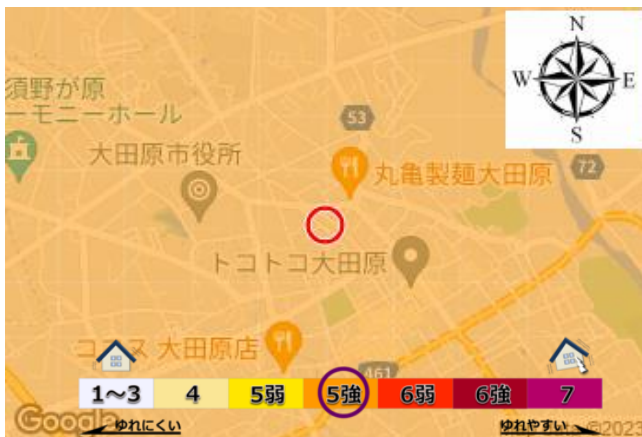 N
W E
S
須野が原
ーモニーホール
53
大田原市役所
丸亀製麺大田原
72
トコトコ大田原
大田原店
461
1～3 4 5弱 5強 6弱 6強 7
Google
ゆれにくい
ゆれやすい
©2023